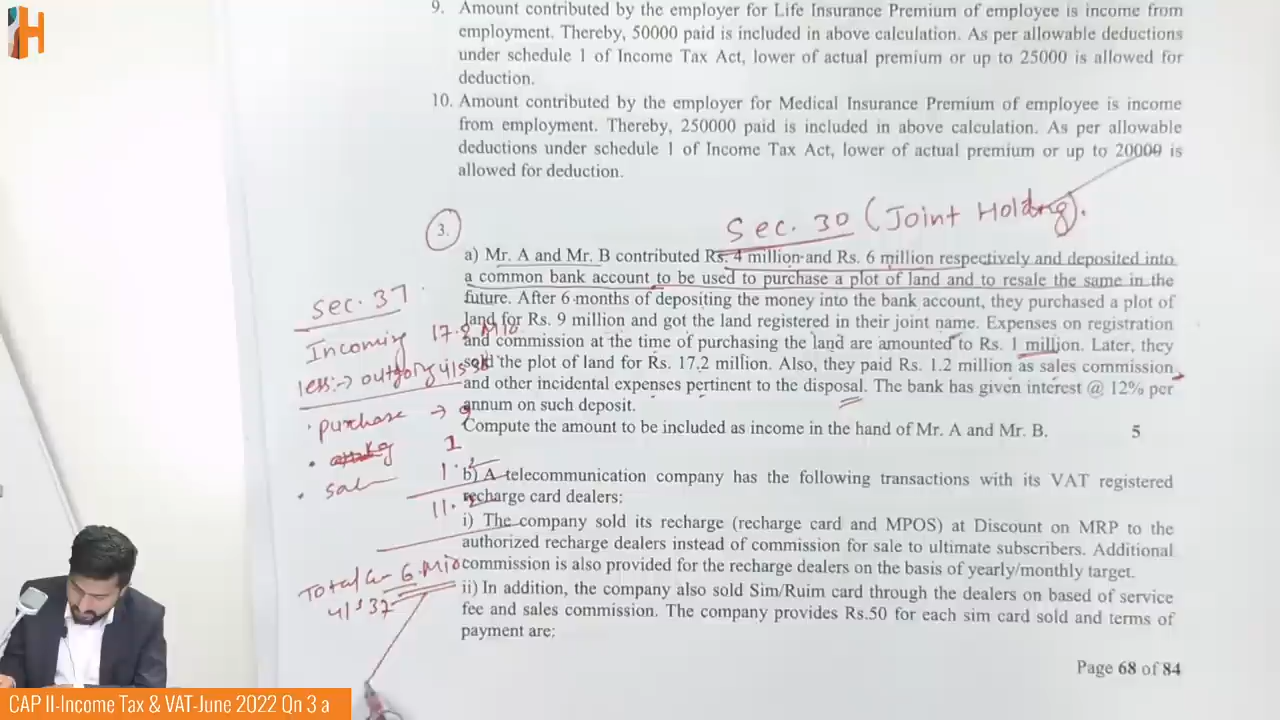 H
9. Amount contributed by the employer for Life Insurance Premium of employee is income from
employment. Thereby, 50000 paid is included in above calculation. As per allowable deductions
under schedule 1 of Income Tax Act, lower of actual premium or up to 25000 is allowed for
deduction.
10. Amount contributed by the employer for Medical Insurance Premium of employee is income
from employment. Thereby, 250000 paid is included in above calculation. As per allowable
deductions under schedule 1 of Income Tax Act, lower of actual premium or up to 20000 is
allowed for deduction.
Sec. 30 (Joint Holdng).
3.
a) Mr. A and Mr. B contributed Rs. 4 million and Rs. 6 million respectively and deposited into
a common bank account to be used to purchase a plot of land and to resale the same in the
future. After 6 months of depositing the money into the bank account, they purchased a plot of
land for Rs. 9 million and got the land registered in their joint name. Expenses on registration
and commission at the time of purchasing the land are amounted to Rs. 1 million. Later, they
sold the plot of land for Rs. 17.2 million. Also, they paid Rs. 1.2 million as sales commission
and other incidental expenses pertinent to the disposal. The bank has given interest @ 12% per
annum on such deposit.
Compute the amount to be included as income in the hand of Mr. A and Mr. B. 5
Sec. 37
Incoming 17.2 Mio
less:-> outgoing u/s 38
• purchase → 9
1
• sale 1.2
11.2
Total Gn 6 Mio
u/s 37
b) A telecommunication company has the following transactions with its VAT registered
recharge card dealers:
i) The company sold its recharge (recharge card and MPOS) at Discount on MRP to the
authorized recharge dealers instead of commission for sale to ultimate subscribers. Additional
commission is also provided for the recharge dealers on the basis of yearly/monthly target.
ii) In addition, the company also sold Sim/Ruim card through the dealers on based of service
fee and sales commission. The company provides Rs.50 for each sim card sold and terms of
payment are:
Page 68 of 84
CAP II-Income Tax & VAT-June 2022 Qn 3 a